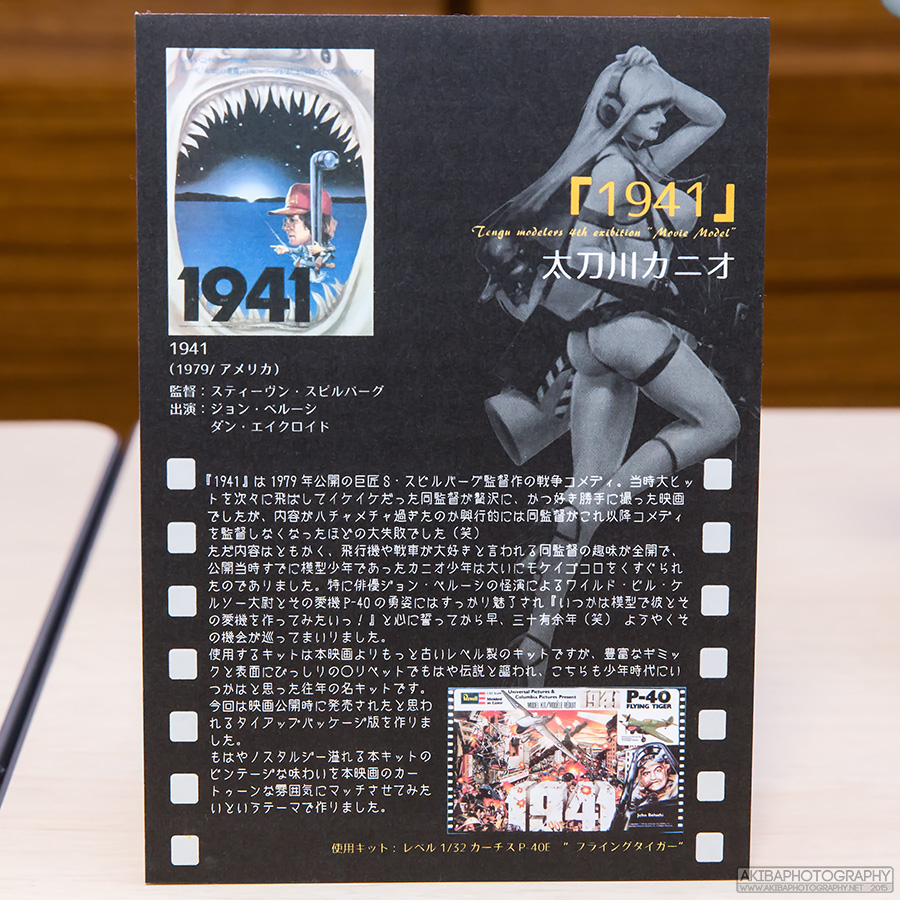 1941
『1941』
Tengu modelers 4th exibition "Movie Model"
太刀川カニオ
1941
(1979/ アメリカ)
監督：スティーヴン・スピルバーグ
出演：ジョン・ベルーシ
ダン・エイクロイド
『1941』は1979年公開の巨匠S・スピルバーグ監督作の戦争コメディ。当時大ヒッ
トを次々に飛ばしてイケイケだった同監督が贅沢に、かつ好き勝手に撮った映画
でしたが、内容がハチャメチャ過ぎたのか興行的には同監督がこれ以降コメディ
を監督しなくなったほどの大失敗でした（笑）
ただ内容はともかく、飛行機や戦車が大好きと言われる同監督の趣味が全開で、
公開当時すでに模型少年であったカニオ少年は大いにモケイゴコロをくすぐられ
たのでありました。特に俳優ジョン・ベルーシの怪演によるワイルド・ビル・ケ
ルソー大尉とその愛機P-40の勇姿にはすっかり魅了され『いつかは模型で彼とそ
の愛機を作ってみたいっ！』と心に誓ってから早、三十有余年（笑） ようやくそ
の機会が巡ってまいりました。
使用するキットは本映画よりもっと古いレベル製のキットですが、豊富なギミッ
クと表面にびっしりの〇リベットでもはや伝説と謳われ、こちらも少年時代にい
つかはと思った往年の名キットです。
今回は映画公開時に発売されたと思わ
れるタイアップパッケージ版を作りま
した。
もはやノスタルジー溢れる本キットの
ビンテージな味わいを本映画のカー
トゥーンな雰囲気にマッチさせてみた
いというテーマで作りました。
Revell
Universal Pictures &
Columbia Pictures Present
MODEL KIT/MODELE REDUIT
1941
P-40
FLYING TIGER
1941
John Belushi
使用キット：レベル1/32カーチスP-40E "フライングタイガー"
AKIBAPHOTOGRAPHY
WWW.AKIBAPHOTOGRAPHY.NET 2015